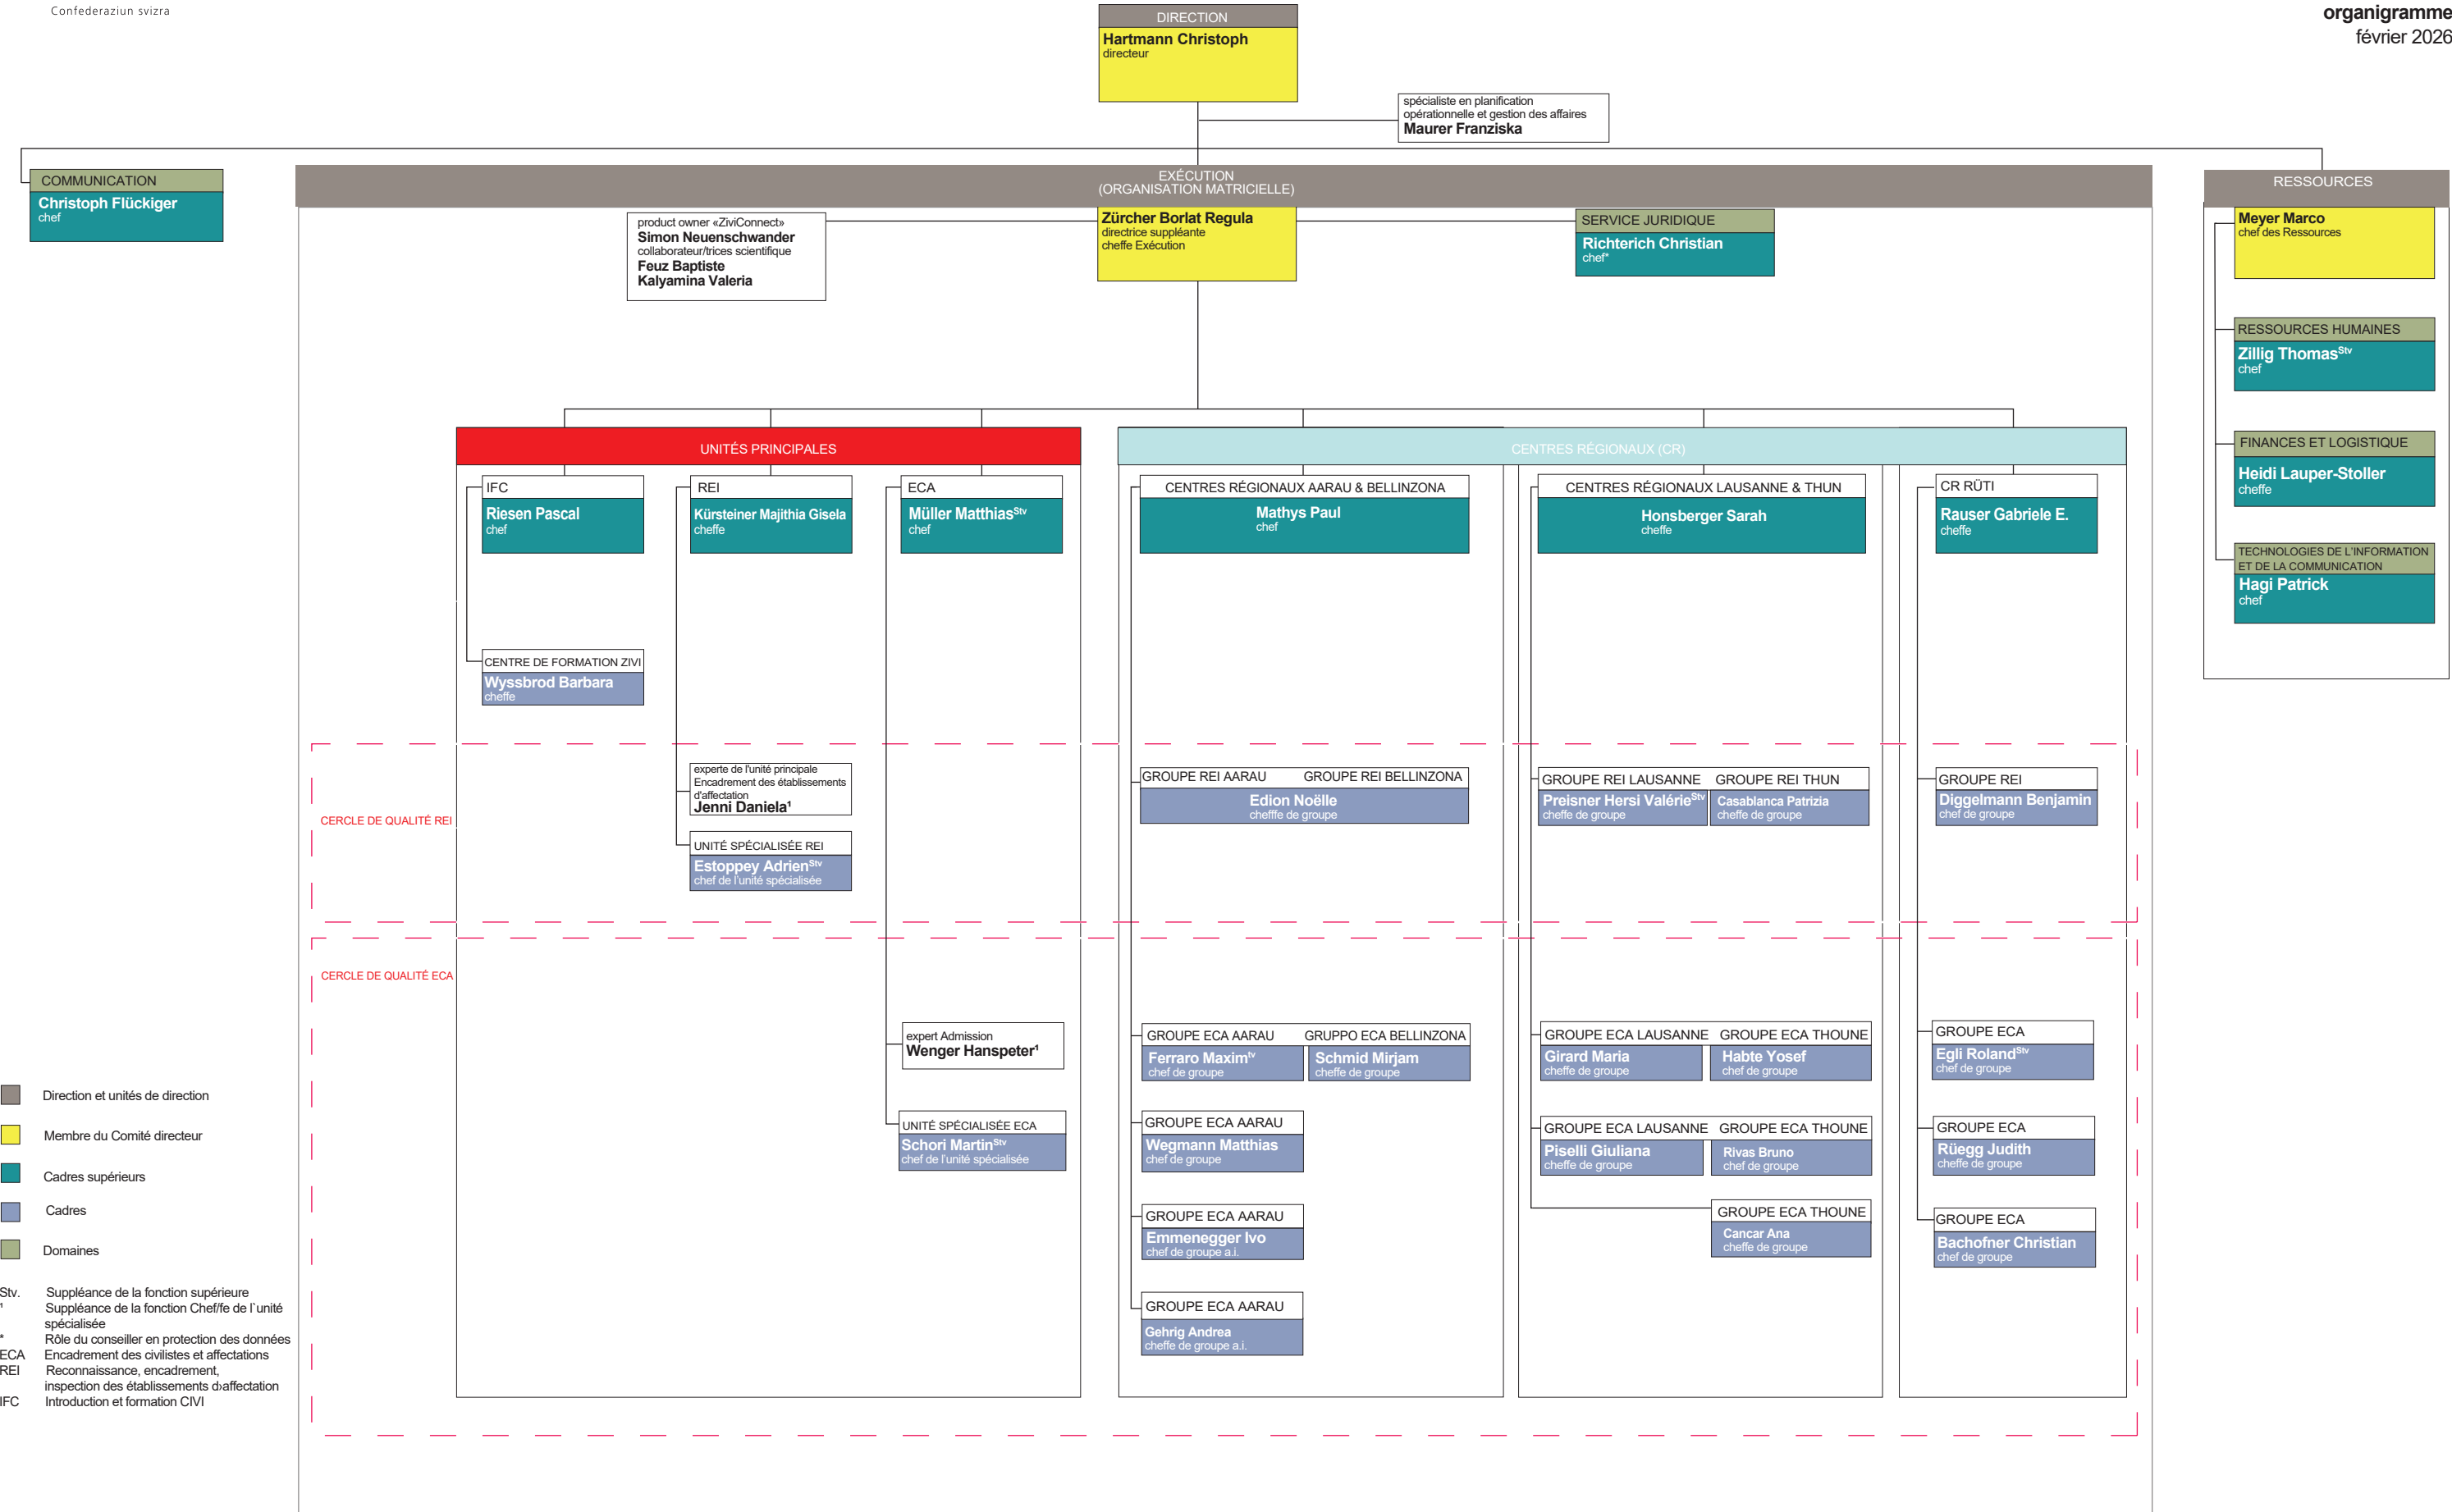 Confederaziun svizra
organigramme
février 2026
DIRECTION
Hartmann Christoph
directeur
spécialiste en planification
opérationnelle et gestion des affaires
Maurer Franziska
COMMUNICATION
Christoph Flückiger
chef
EXÉCUTION
(ORGANISATION MATRICIELLE)
product owner «ZiviConnect»
Simon Neuenschwander
collaborateur/trices scientifique
Feuz Baptiste
Kalyamina Valeria
Zürcher Borlat Regula
directrice suppléante
cheffe Exécution
SERVICE JURIDIQUE
Richterich Christian
chef*
RESSOURCES
Meyer Marco
chef des Ressources
RESSOURCES HUMAINES
Zillig Thomas Stv
chef
FINANCES ET LOGISTIQUE
Heidi Lauper-Stoller
cheffe
TECHNOLOGIES DE L'INFORMATION
ET DE LA COMMUNICATION
Hagi Patrick
chef
UNITÉS PRINCIPALES
IFC
Riesen Pascal
chef
CENTRE DE FORMATION ZIVI
Wyssbrod Barbara
cheffe
REI
Kürsteiner Majithia Gisela
cheffe
experte de l'unité principale
Encadrement des établissements
d'affectation
Jenni Daniela¹
UNITÉ SPÉCIALISÉE REI
Estoppey Adrien Stv
chef de l'unité spécialisée
ECA
Müller Matthias Stv
chef
expert Admission
Wenger Hanspeter¹
UNITÉ SPÉCIALISÉE ECA
Schori Martin Stv
chef de l'unité spécialisée
CENTRES RÉGIONAUX (CR)
CENTRES RÉGIONAUX AARAU & BELLINZONA
Mathys Paul
chef
GROUPE REI AARAU GROUPE REI BELLINZONA
Edion Noëlle
chefffe de groupe
GROUPE ECA AARAU GRUPPO ECA BELLINZONA
Ferraro Maxim tv
chef de groupe
Schmid Mirjam
cheffe de groupe
GROUPE ECA AARAU
Wegmann Matthias
chef de groupe
GROUPE ECA AARAU
Emmenegger Ivo
chef de groupe a.i.
GROUPE ECA AARAU
Gehrig Andrea
cheffe de groupe a.i.
CENTRES RÉGIONAUX LAUSANNE & THUN
Honsberger Sarah
cheffe
GROUPE REI LAUSANNE GROUPE REI THUN
Preisner Hersi Valérie Stv
cheffe de groupe
Casablanca Patrizia
cheffe de groupe
GROUPE ECA LAUSANNE GROUPE ECA THOUNE
Girard Maria
cheffe de groupe
Habte Yosef
chef de groupe
GROUPE ECA LAUSANNE GROUPE ECA THOUNE
Piselli Giuliana
cheffe de groupe
Rivas Bruno
chef de groupe
GROUPE ECA THOUNE
Cancar Ana
cheffe de groupe
CR RÜTI
Rauser Gabriele E.
cheffe
GROUPE REI
Diggelmann Benjamin
chef de groupe
GROUPE ECA
Egli Roland Stv
chef de groupe
GROUPE ECA
Rüegg Judith
cheffe de groupe
GROUPE ECA
Bachofner Christian
chef de groupe
CERCLE DE QUALITÉ REI
CERCLE DE QUALITÉ ECA
Direction et unités de direction
Membre du Comité directeur
Cadres supérieurs
Cadres
Domaines
Stv. Suppléance de la fonction supérieure
¹ Suppléance de la fonction Chef/fe de l`unité
spécialisée
* Rôle du conseiller en protection des données
ECA Encadrement des civilistes et affectations
REI Reconnaissance, encadrement,
inspection des établissements d›affectation
IFC Introduction et formation CIVI